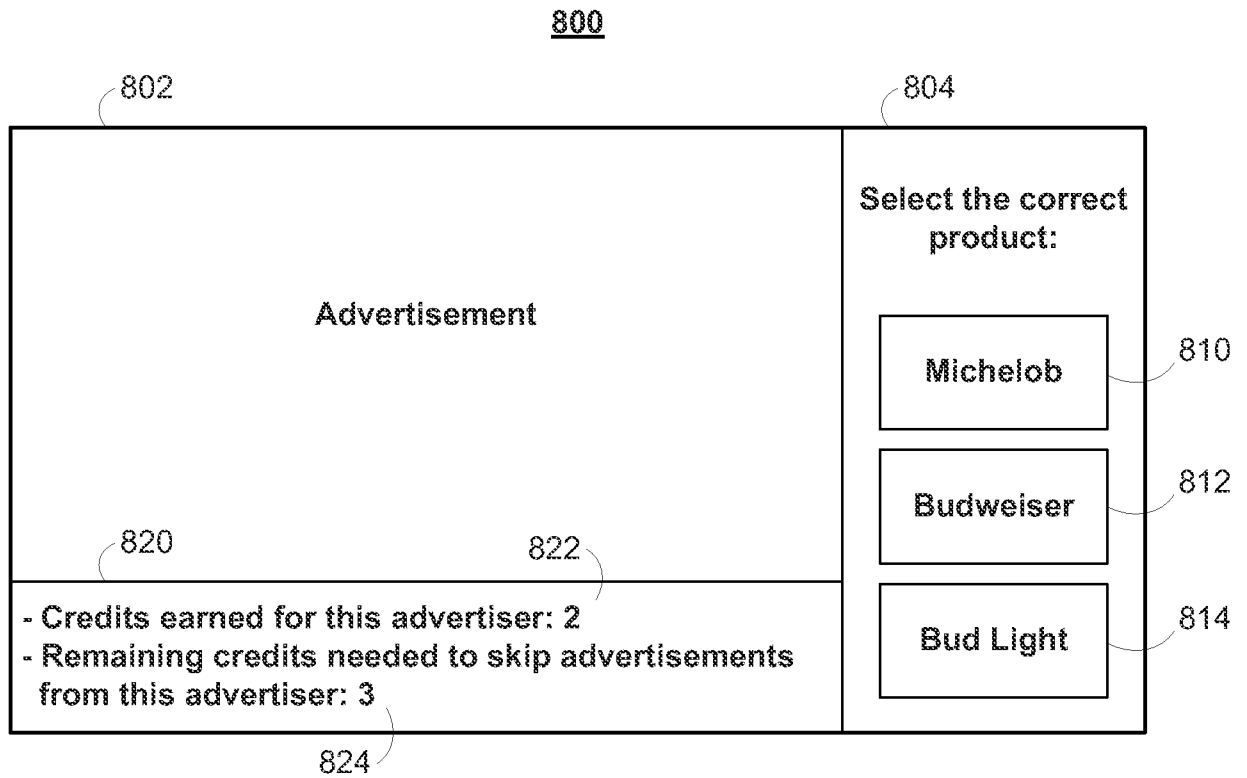 800
802
804
Select the correct
product:
Advertisement
Michelob
810
Budweiser
812
820
822
- Credits earned for this advertiser: 2
- Remaining credits needed to skip advertisements
from this advertiser: 3
Bud Light
814
824